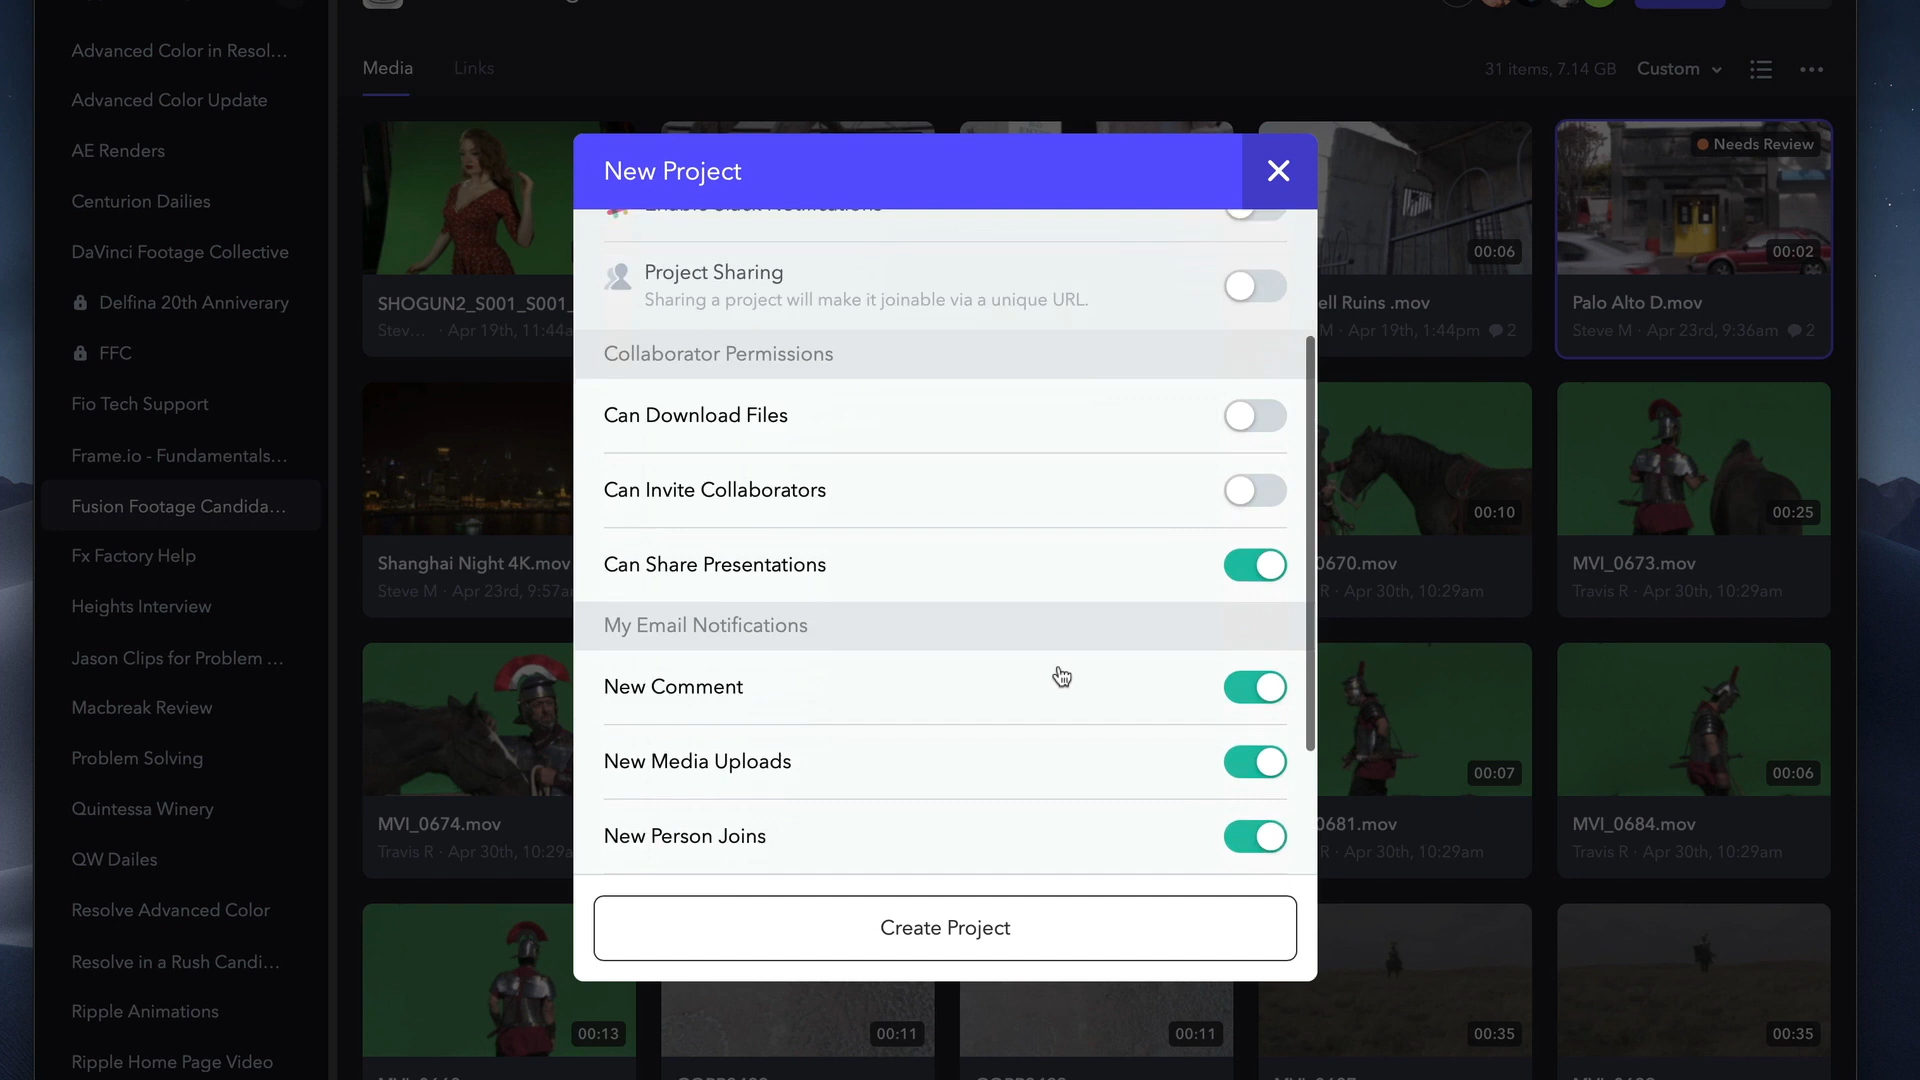 Advanced Color in Resol...
Advanced Color Update
AE Renders
Centurion Dailies
DaVinci Footage Collective
Delfina 20th Anniverary
FFC
Fio Tech Support
Frame.io - Fundamentals...
Fusion Footage Candida...
Fx Factory Help
Heights Interview
Jason Clips for Problem ...
Macbreak Review
Problem Solving
Quintessa Winery
QW Dailes
Resolve Advanced Color
Resolve in a Rush Candi...
Ripple Animations
Ripple Home Page Video
Media
Links
31 items, 7.14 GB
Custom
New Project
Enable Slack Notifications
Project Sharing
Sharing a project will make it joinable via a unique URL.
Collaborator Permissions
Can Download Files
Can Invite Collaborators
Can Share Presentations
My Email Notifications
New Comment
New Media Uploads
New Person Joins
Create Project
SHOGUN2_S001_S001_
Stev... · Apr 19th, 11:44a
00:06
ell Ruins .mov
M · Apr 19th, 1:44pm 2
Needs Review
00:02
Palo Alto D.mov
Steve M · Apr 23rd, 9:36am 2
Shanghai Night 4K.mov
Steve M · Apr 23rd, 9:57a
00:10
0670.mov
R · Apr 30th, 10:29am
00:25
MVI_0673.mov
Travis R · Apr 30th, 10:29am
MVI_0674.mov
Travis R · Apr 30th, 10:29a
00:07
0681.mov
R · Apr 30th, 10:29am
00:06
MVI_0684.mov
Travis R · Apr 30th, 10:29am
00:13
00:11
00:11
00:35
00:35